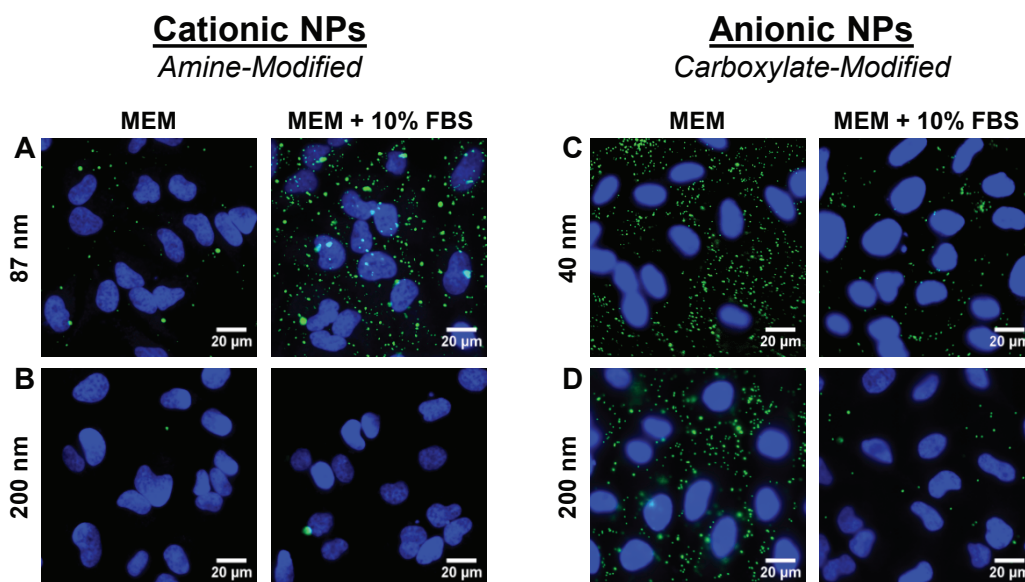 Cationic NPs
Amine-Modified
Anionic NPs
Carboxylate-Modified
MEM
MEM + 10% FBS
MEM
MEM + 10% FBS
A
C
87 nm
40 nm
20 µm
20 µm
20 µm
20 µm
B
D
200 nm
200 nm
20 µm
20 µm
20 µm
20 µm